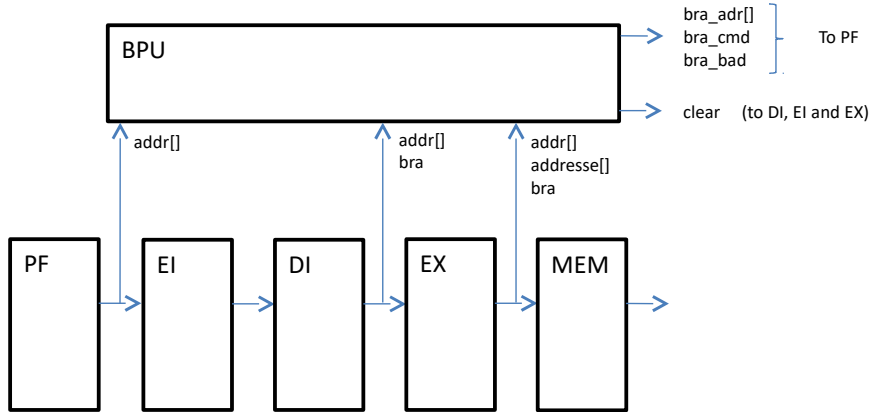 BPU
bra_adr[]
bra_cmd
bra_bad
To PF
clear (to DI, EI and EX)
addr[]
addr[]
bra
addr[]
addresse[]
bra
PF
EI
DI
EX
MEM